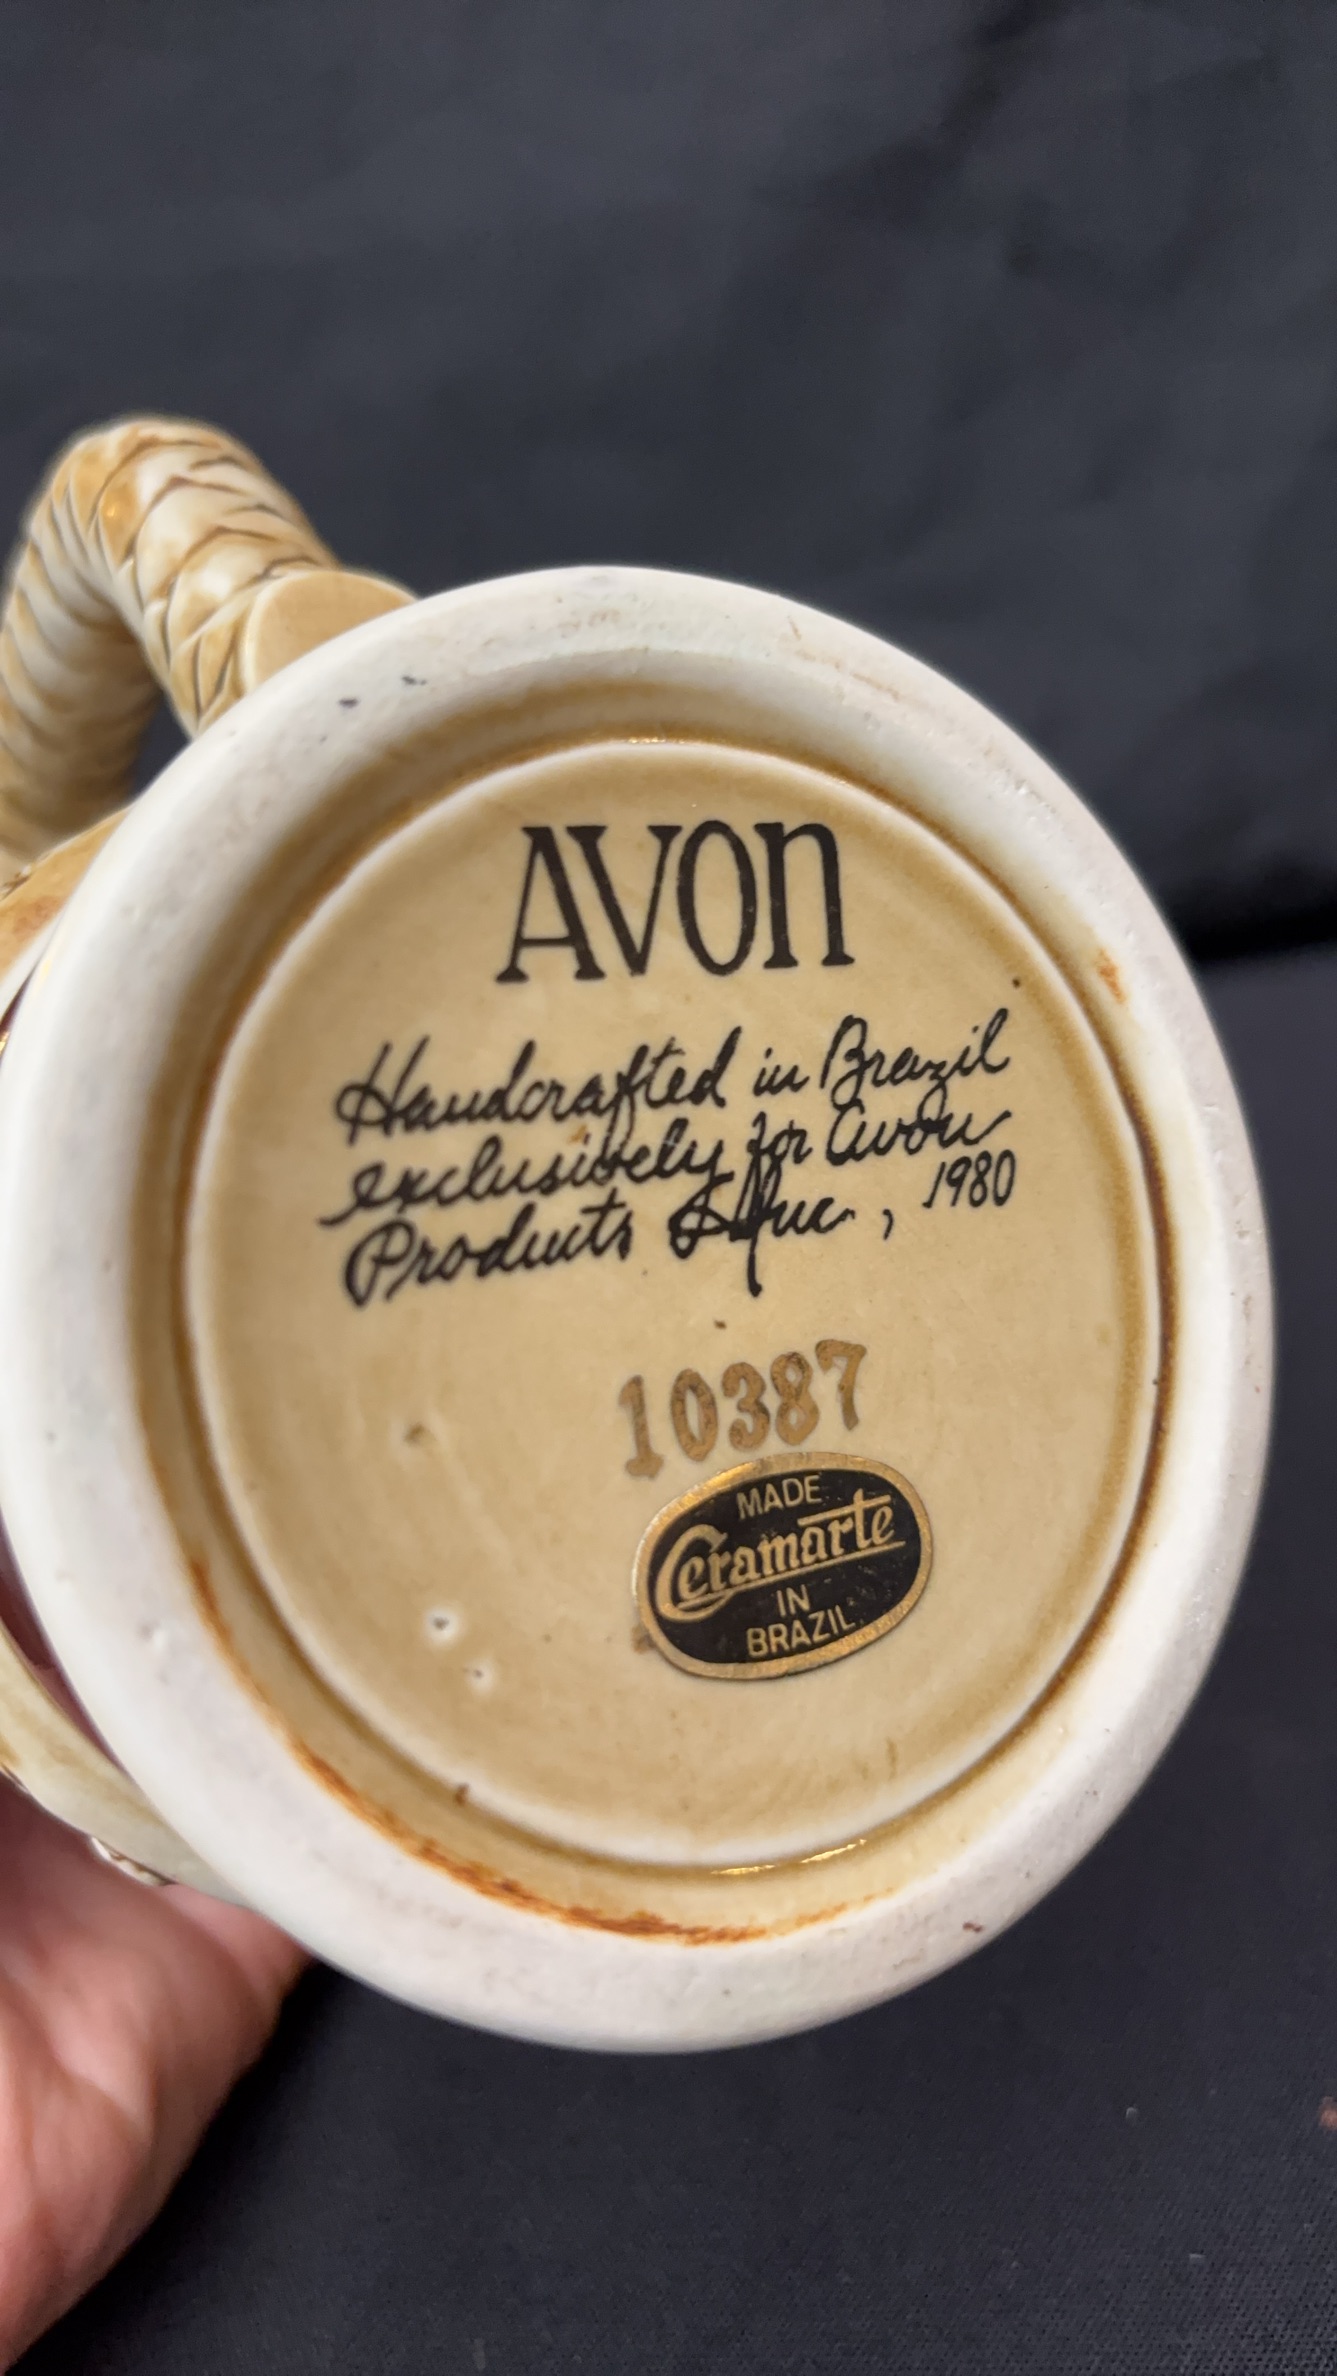 AVON
Handcrafted in Brazil
exclusively for Avon
Products Inc., 1980
10387
MADE
Ceramarte
IN
BRAZIL